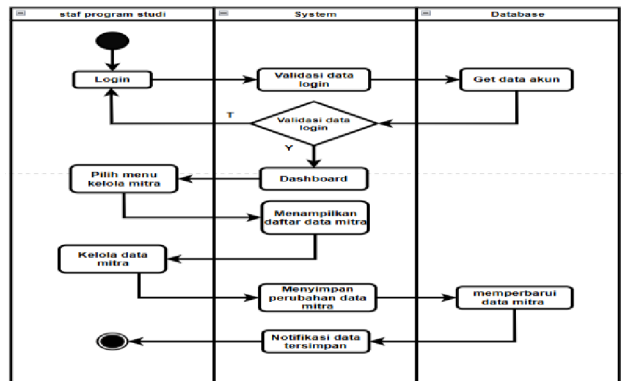 staf program studi
System
Database
Login
Validasi data
login
Get data akun
T
Validasi data
login
Y
Pilih menu
kelola mitra
Dashboard
Menampilkan
daftar data mitra
Kelola data
mitra
Menyimpan
perubahan data
mitra
memperbarui
data mitra
Notifikasi data
tersimpan